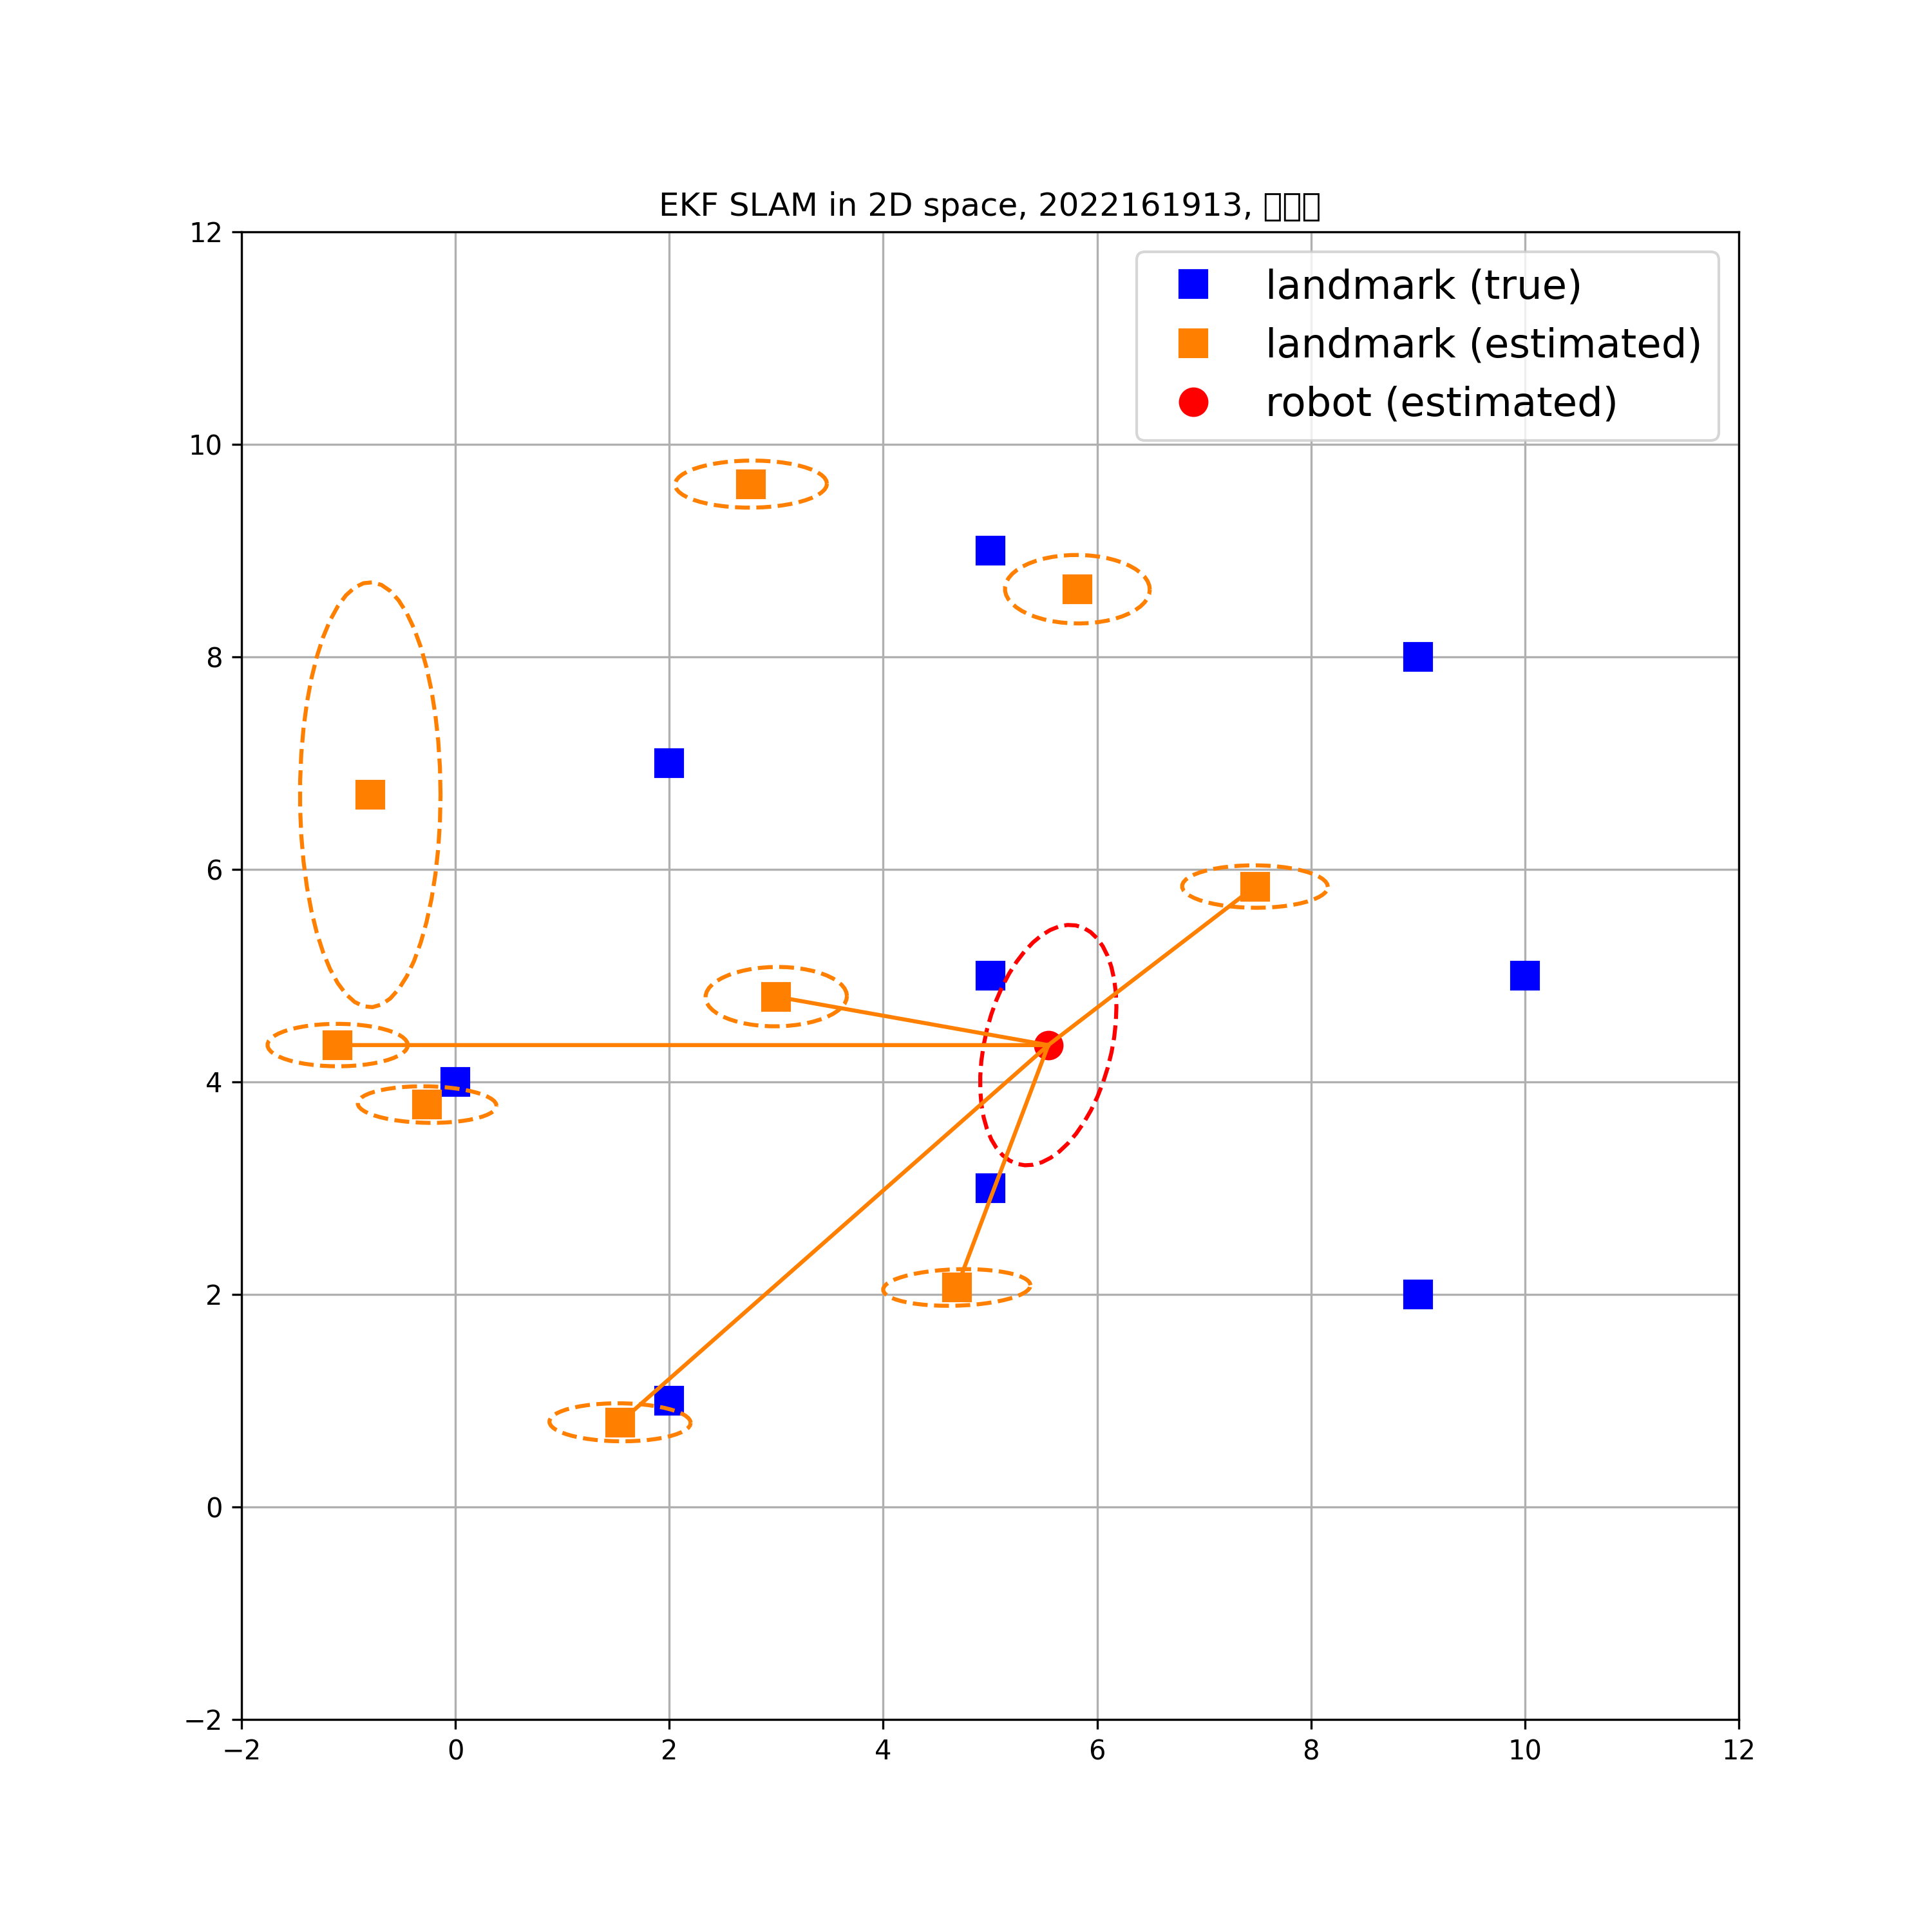 EKF SLAM in 2D space, 2022161913,
12
10
8
6
4
2
0
−2
−2 0 2 4 6 8 10 12
landmark (true)
landmark (estimated)
robot (estimated)